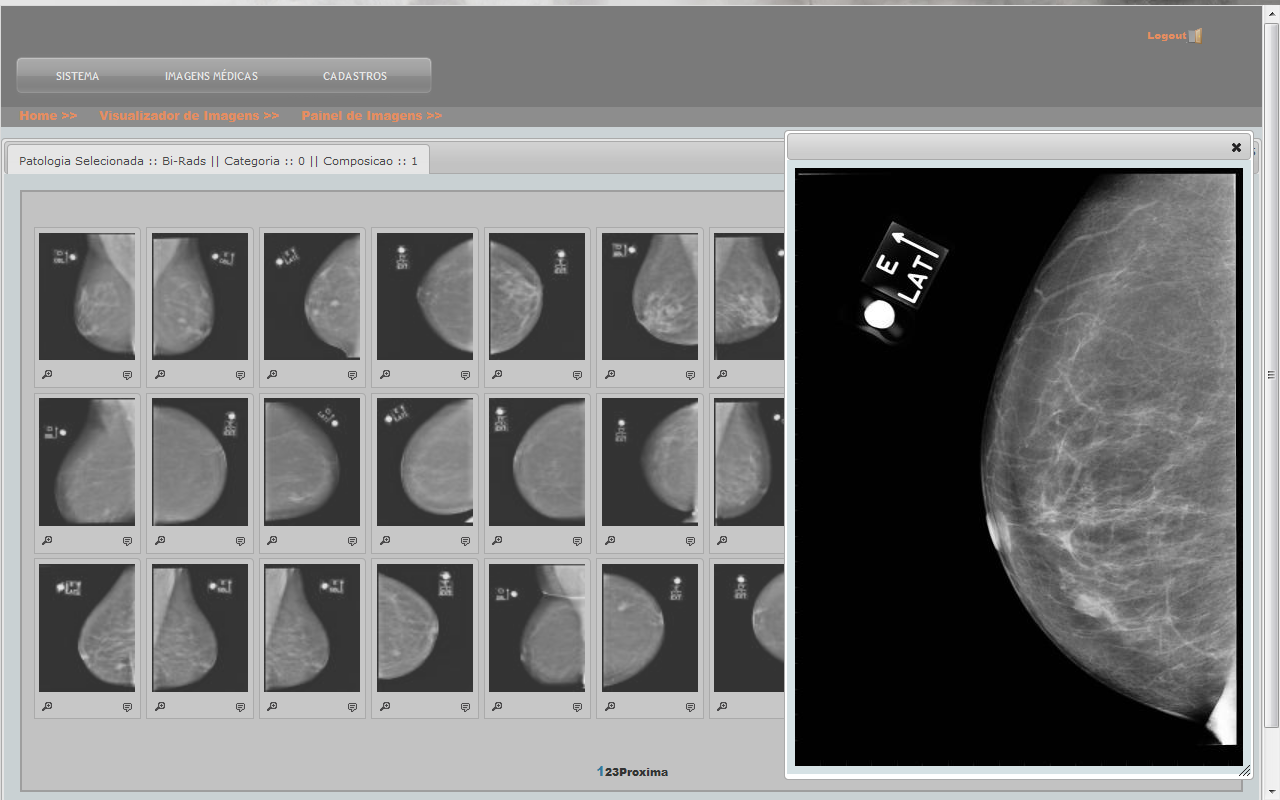 Logout
SISTEMA IMAGENS MÉDICAS CADASTROS
Home >> Visualizador de Imagens >> Painel de Imagens >>
Patologia Selecionada :: Bi-Rads || Categoria :: 0 || Composicao :: 1
E
LATI
123Proxima